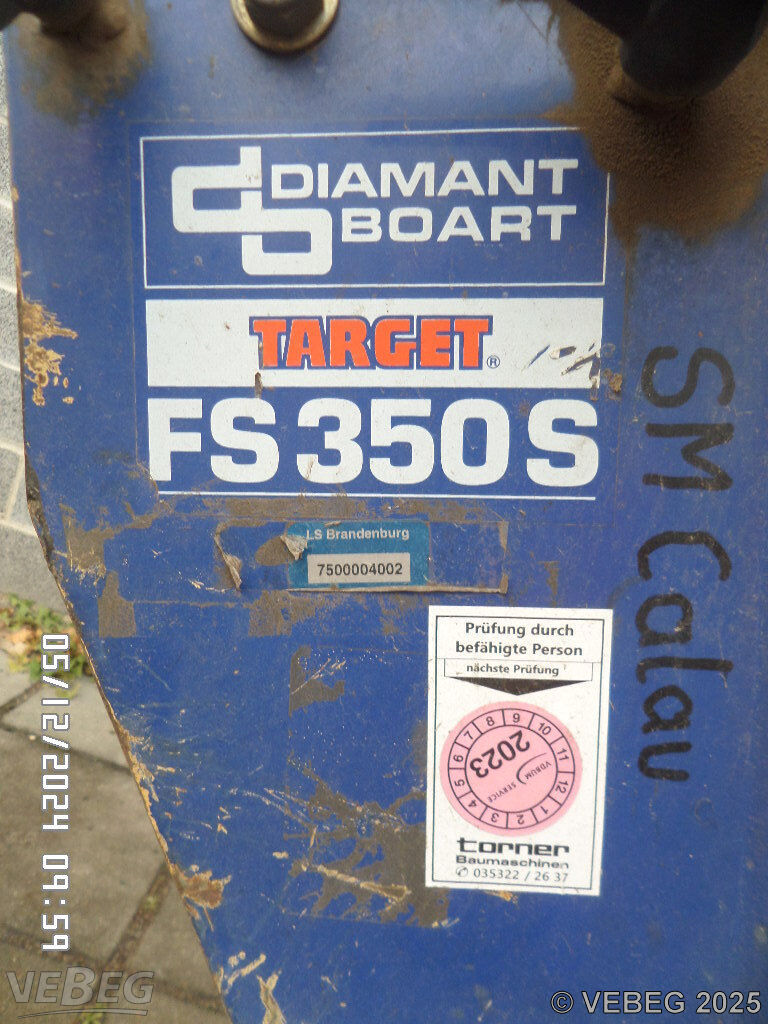 DIAMANT
BOART
TARGET®
FS 350 S
LS Brandenburg
7500004002
SM Calau
Prüfung durch
befähigte Person
nächste Prüfung
1 2 3 4 5 6 7 8 9 10 11 12
2023
VDBUM
SERVICE
torner
Baumaschinen
✆ 035322 / 26 37
05/12/2024 09:59
VEBEG
© VEBEG 2025